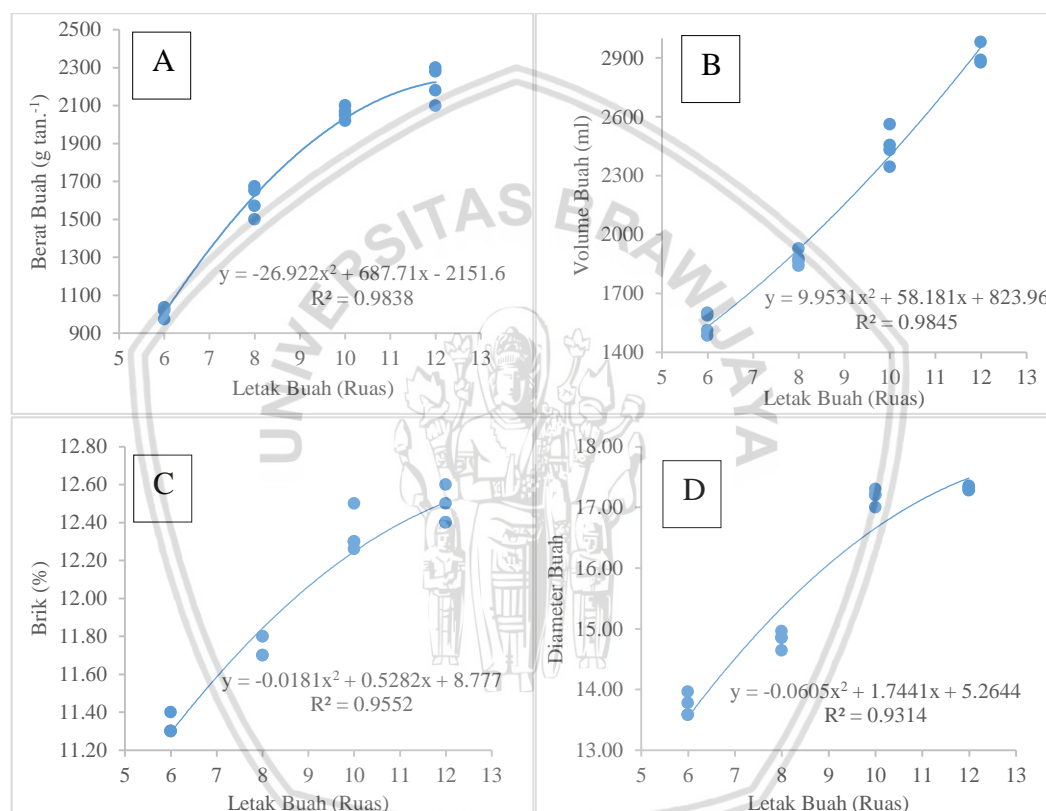 A
Berat Buah (g tan.⁻¹)
2500
2300
2100
1900
1700
1500
1300
1100
900
y = -26.922x² + 687.71x - 2151.6
R² = 0.9838
5 6 7 8 9 10 11 12 13
Letak Buah (Ruas)
B
Volume Buah (ml)
2900
2600
2300
2000
1700
1400
y = 9.9531x² + 58.181x + 823.96
R² = 0.9845
5 6 7 8 9 10 11 12 13
Letak Buah (Ruas)
C
Brik (%)
12.80
12.60
12.40
12.20
12.00
11.80
11.60
11.40
11.20
y = -0.0181x² + 0.5282x + 8.777
R² = 0.9552
5 6 7 8 9 10 11 12 13
Letak Buah (Ruas)
D
Diameter Buah
18.00
17.00
16.00
15.00
14.00
13.00
y = -0.0605x² + 1.7441x + 5.2644
R² = 0.9314
5 6 7 8 9 10 11 12 13
Letak Buah (Ruas)
UNIVERSITAS BRAWIJAYA